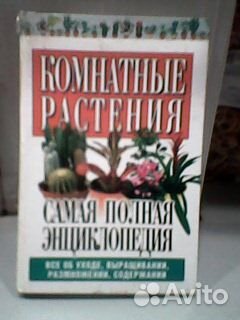 КОМНАТНЫЕ
РАСТЕНИЯ
САМАЯ ПОЛНАЯ
ЭНЦИКЛОПЕДИЯ
ВСЕ ОБ УХОДЕ, ВЫРАЩИВАНИИ,
РАЗМНОЖЕНИИ, СОДЕРЖАНИИ
Avito